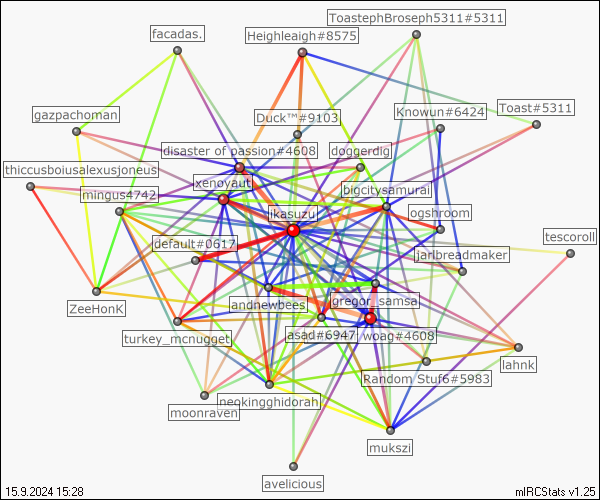 ToastephBroseph5311#5311
facadas.
Heighleaigh#8575
gazpachoman
Duck™#9103
Knowun#6424
Toast#5311
disaster of passion#4608
doggerdig
thiccusboiusalexusjoneus
xenoyaut
bigcitysamurai
mingus4742
ikasuzu
ogshroom
default#0617
jarlbreadmaker
tescoroll
ZeeHonK
andnewbees
gregor_samsa
turkey_mcnugget
asad#6947
woag#4608
lahnk
Random Stuf6#5983
moonraven
neokingghidorah
mukszi
avelicious
15.9.2024 15:28
mIRCStats v1.25